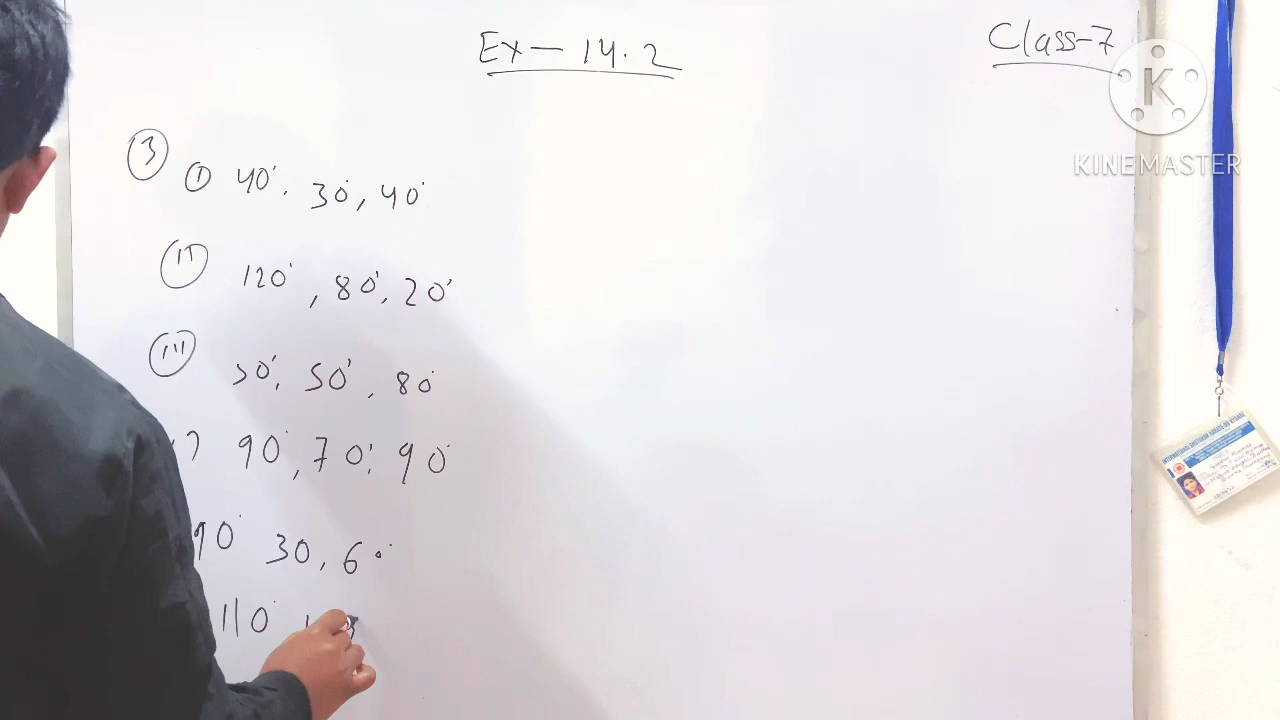 Ex – 14.2
Class-7
K
KINEMASTER
3 I 40°, 30°, 40°
II 120°, 80°, 20°
III 50°, 50°, 80°
90°, 70°, 90°
90° 30, 60°
110°